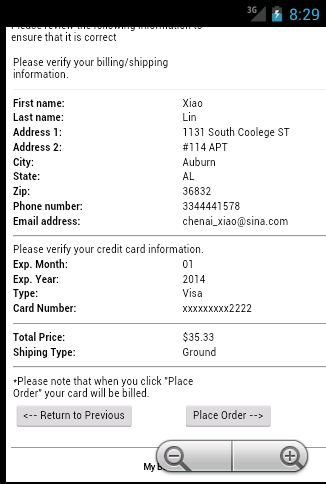 Please review the following information to
ensure that it is correct
Please verify your billing/shipping
information.
First name: Xiao
Last name: Lin
Address 1: 1131 South Coolege ST
Address 2: #114 APT
City: Auburn
State: AL
Zip: 36832
Phone number: 3344441578
Email address: chenai_xiao@sina.com
Please verify your credit card information.
Exp. Month: 01
Exp. Year: 2014
Type: Visa
Card Number: xxxxxxxxx2222
Total Price: $35.33
Shiping Type: Ground
*Please note that when you click "Place
Order" your card will be billed.
<-- Return to Previous Place Order -->
My
3G 8:29